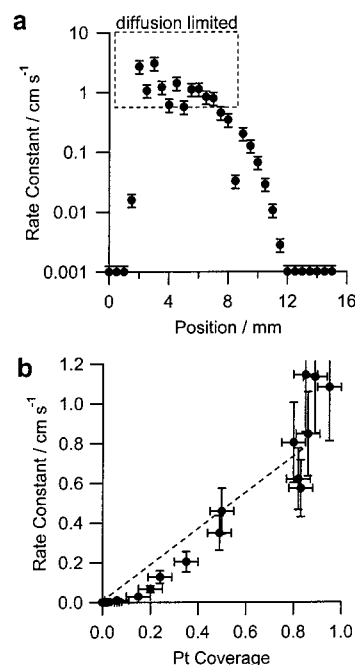 a
diffusion limited
Rate Constant / cm s⁻¹
10
1
0.1
0.01
0.001
0 4 8 12 16
Position / mm
b
Rate Constant / cm s⁻¹
1.2
1.0
0.8
0.6
0.4
0.2
0.0
0.0 0.2 0.4 0.6 0.8 1.0
Pt Coverage